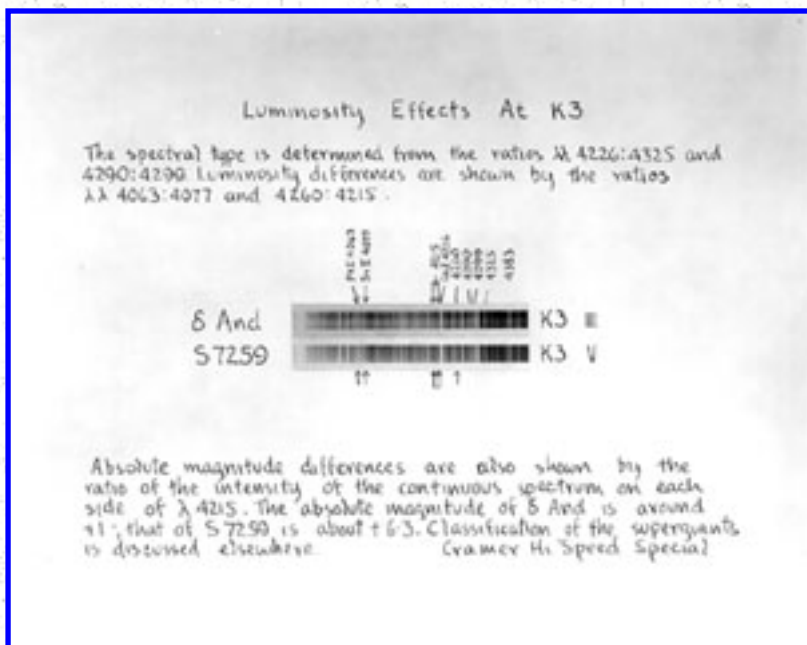 Luminosity Effects At K3
The spectral type is determined from the ratios λλ 4226:4325 and
4290:4299 Luminosity differences are shown by the ratios
λλ 4063:4077 and 4260:4215.
δ And K3 III
S 7259 K3 V
Absolute magnitude differences are also shown by the
ratio of the intensity of the continuous spectrum on each
side of λ 4215. The absolute magnitude of δ And is around
that of S 7259 is about +6.3. Classification of the supergiants
is discussed elsewhere. Cramer Hi Speed Special